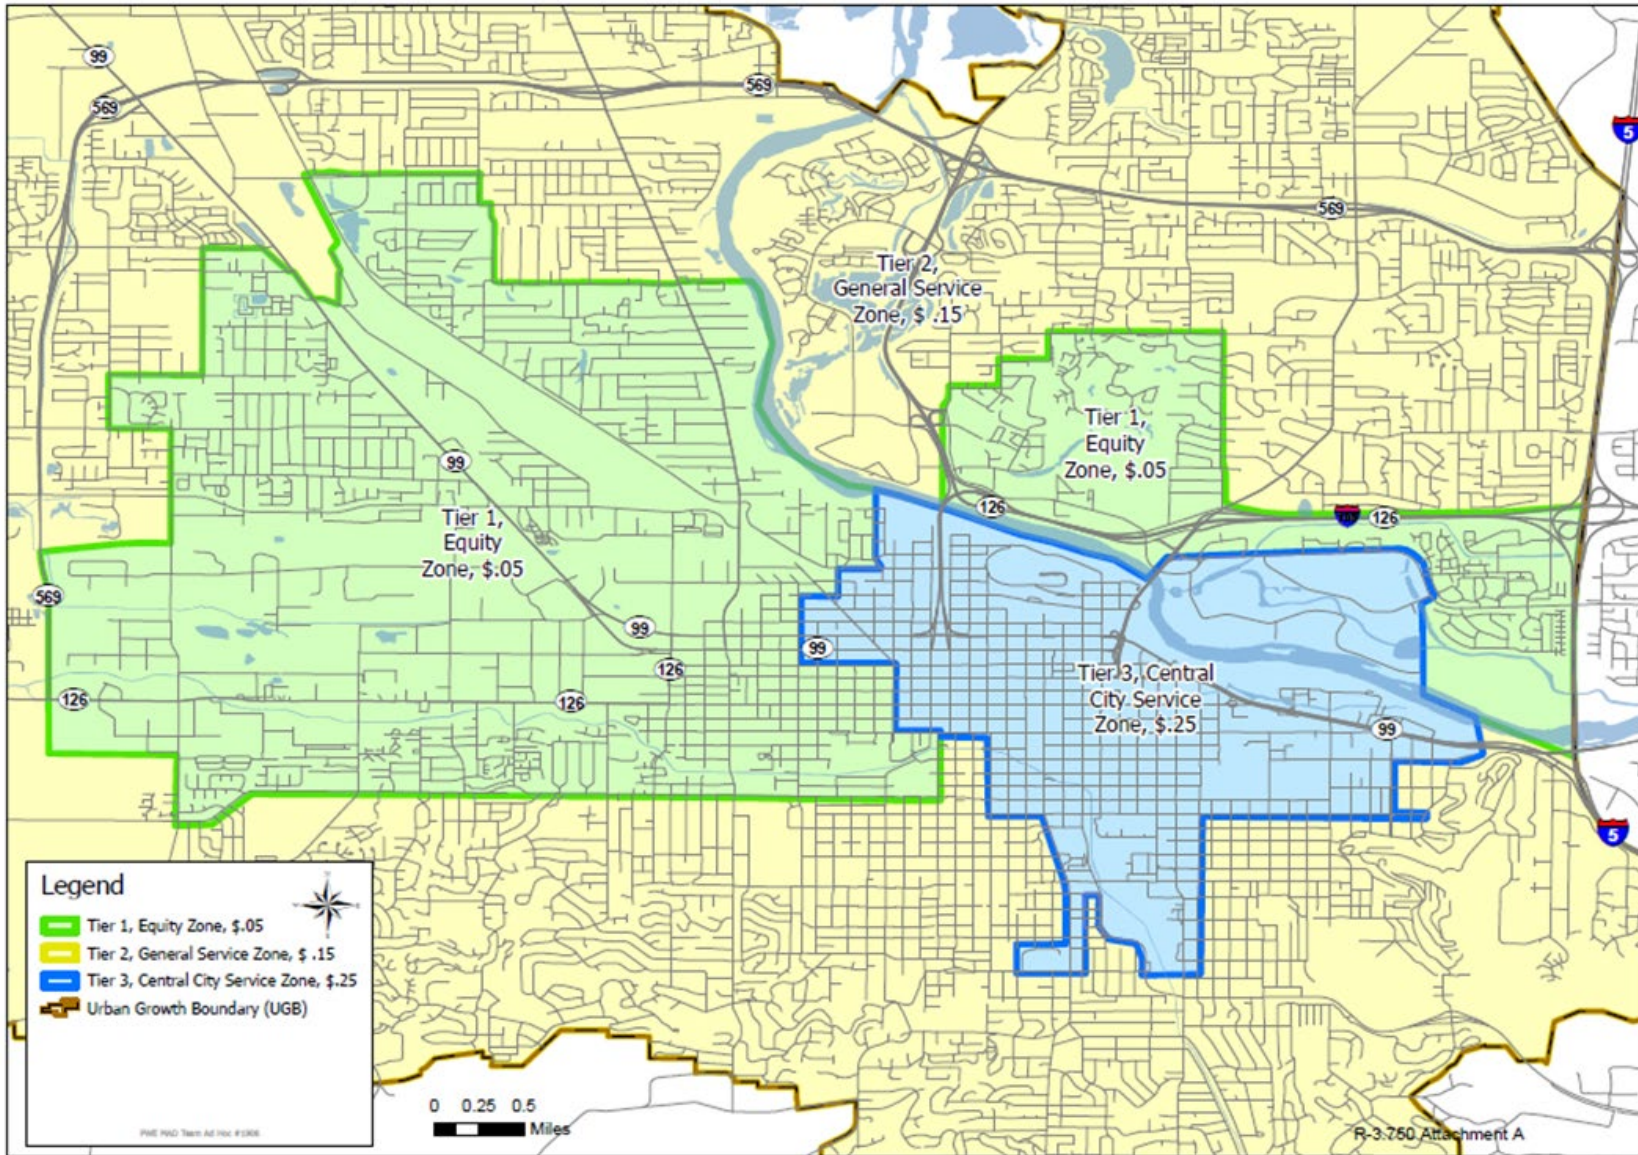 99
569
569
5
569
Tier 2,
General Service
Zone, $ .15
Tier 1,
Equity
Zone, $.05
99
126
126
Tier 1,
Equity
Zone, $.05
569
99
99
126
Tier 3, Central
City Service
Zone, $.25
126
126
99
5
Legend
Tier 1, Equity Zone, $.05
Tier 2, General Service Zone, $ .15
Tier 3, Central City Service Zone, $.25
Urban Growth Boundary (UGB)
0 0.25 0.5
Miles
R-3.750 Attachment A